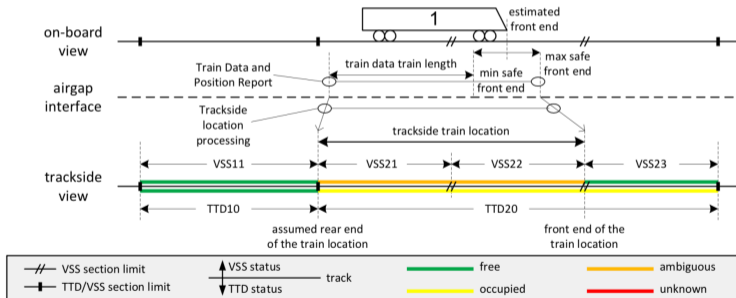 1
estimated
front end
on-board
view
max safe
front end
train data train length
Train Data and
Position Report
min safe
front end
airgap
interface
Trackside
location
processing
trackside train location
VSS11
VSS21
VSS22
VSS23
trackside
view
TTD10
TTD20
assumed rear end
of the train location
front end of the
train location
VSS section limit
TTD/VSS section limit
VSS status
TTD status
track
free
occupied
ambiguous
unknown